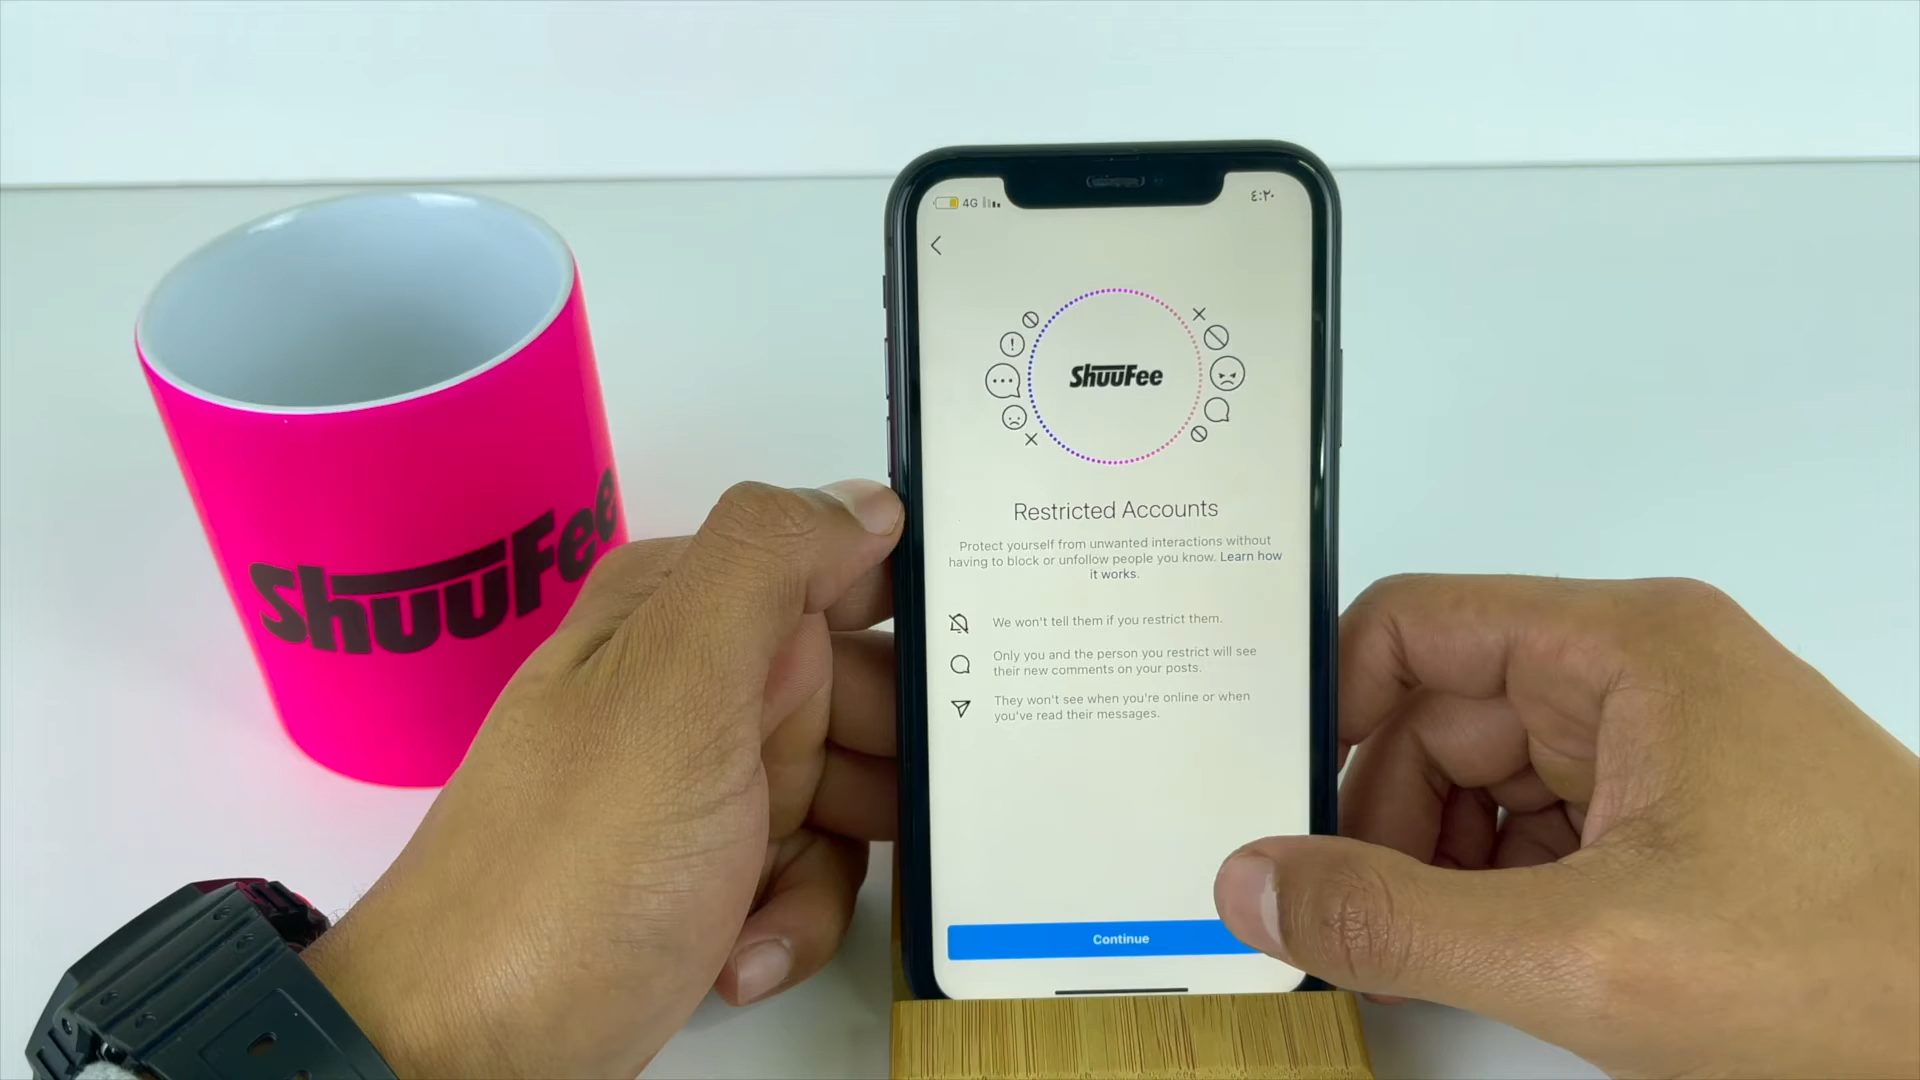 4G
٤:٢٠
ShuuFee
Restricted Accounts
Protect yourself from unwanted interactions without
having to block or unfollow people you know. Learn how
it works.
We won't tell them if you restrict them.
Only you and the person you restrict will see
their new comments on your posts.
They won't see when you're online or when
you've read their messages.
Continue
ShuuFee